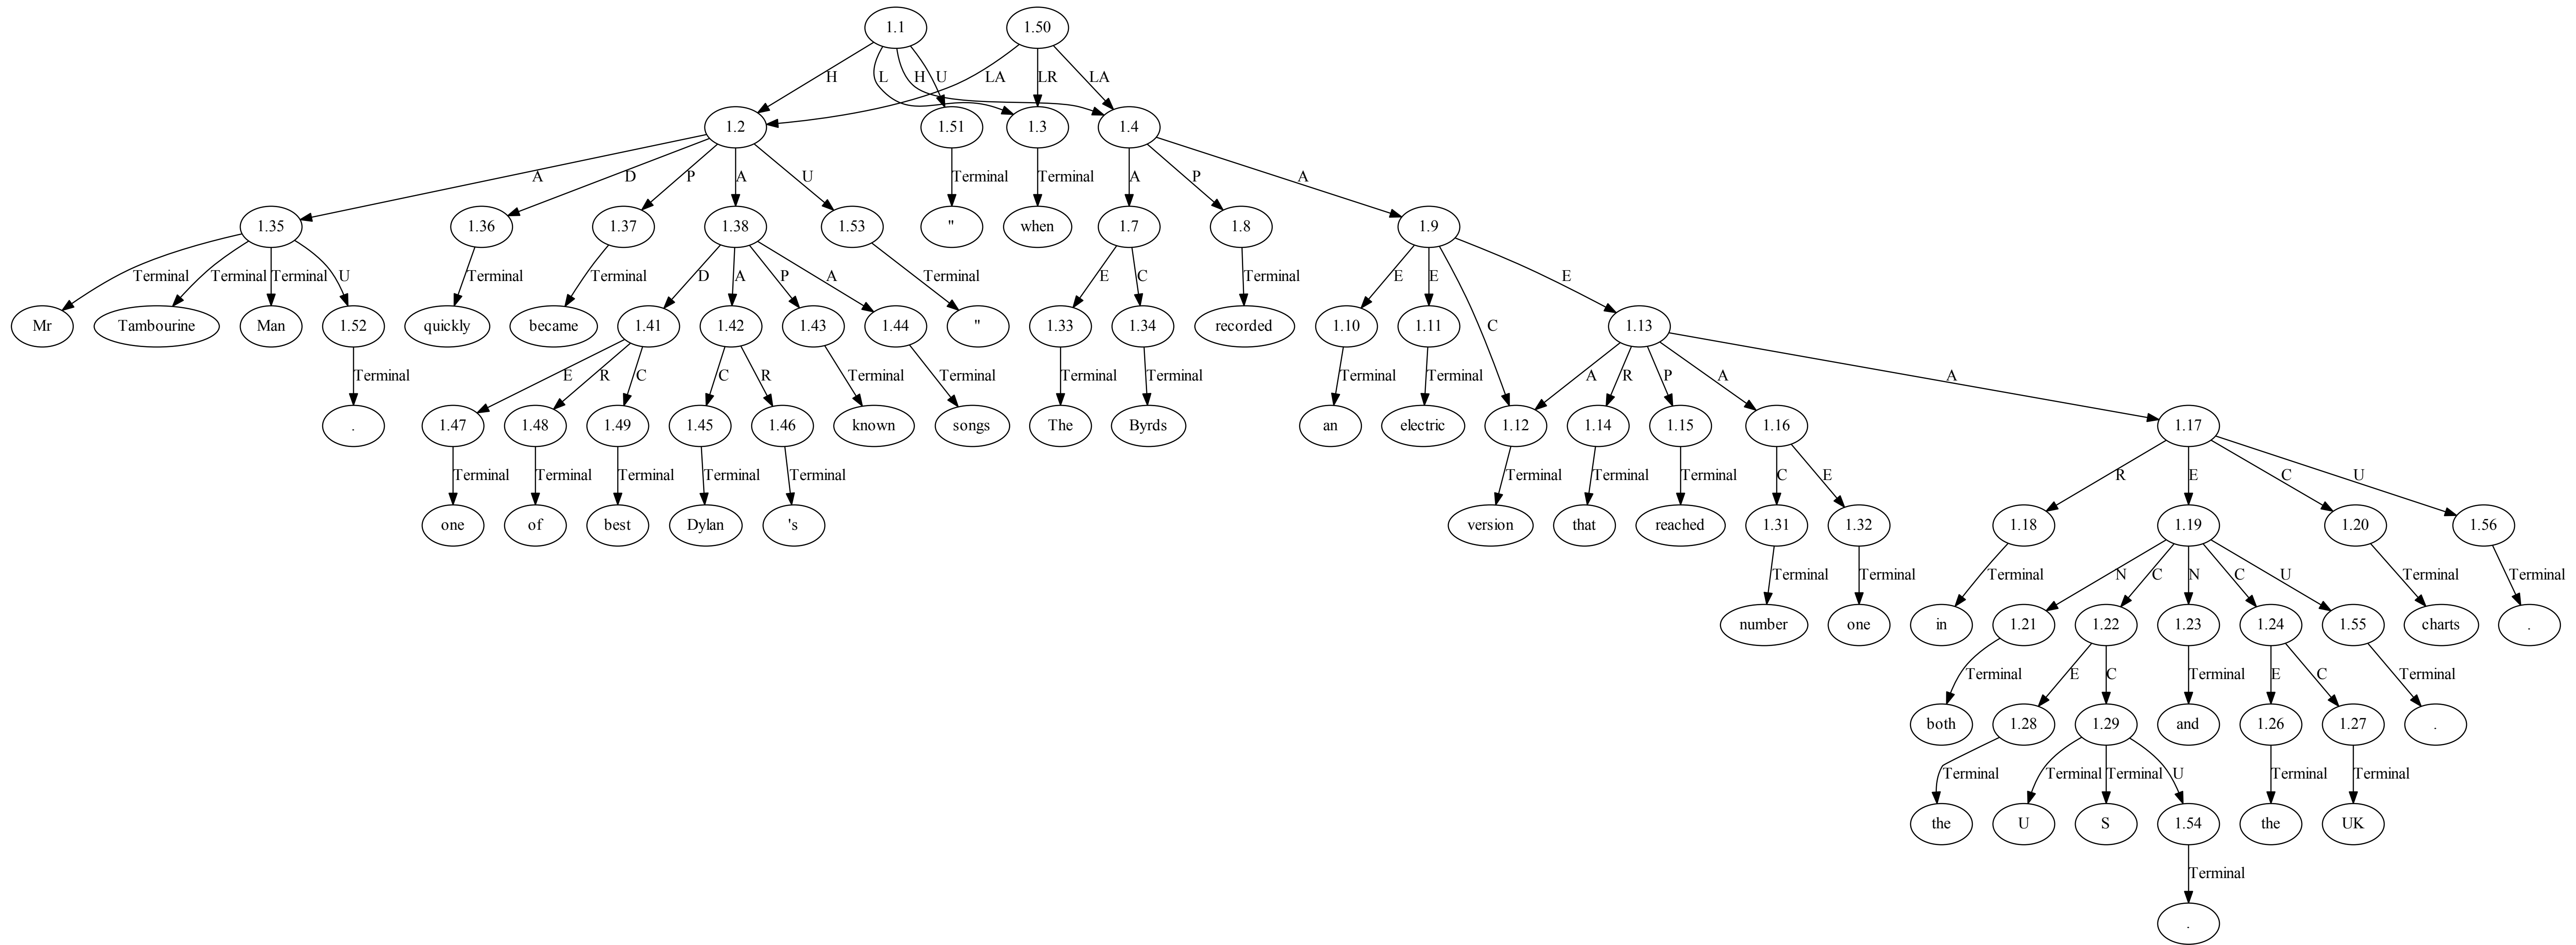 1.1 1.50
H L H U LA LR LA
1.2 1.51 1.3 1.4
A D P A U Terminal Terminal A P A
1.35 1.36 1.37 1.38 1.53 " when 1.7 1.8 1.9
Terminal Terminal Terminal U Terminal Terminal D A P A Terminal E C Terminal E E C E
Mr Tambourine Man 1.52 quickly became 1.41 1.42 1.43 1.44 " 1.33 1.34 recorded 1.10 1.11 1.13
Terminal E R C C R Terminal Terminal Terminal Terminal Terminal Terminal A R P A A
. 1.47 1.48 1.49 1.45 1.46 known songs The Byrds an electric 1.12 1.14 1.15 1.16 1.17
Terminal Terminal Terminal Terminal Terminal Terminal Terminal Terminal C E R E C U
one of best Dylan 's version that reached 1.31 1.32 1.18 1.19 1.20 1.56
Terminal Terminal Terminal N C N C U Terminal Terminal
number one in 1.21 1.22 1.23 1.24 1.55 charts .
Terminal E C Terminal E C Terminal
both 1.28 1.29 and 1.26 1.27 .
Terminal Terminal Terminal U Terminal Terminal
the U S 1.54 the UK
Terminal
.